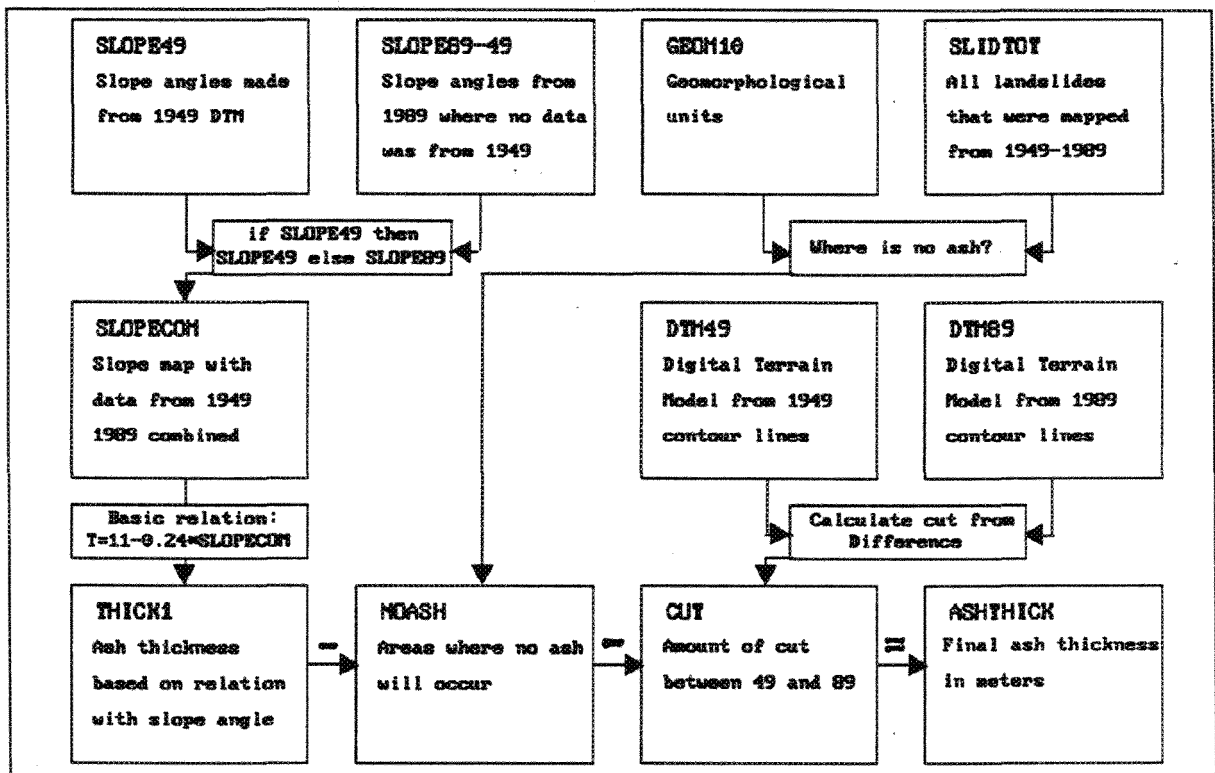 SLOPE49
Slope angles made
from 1949 DTM
SLOPE89-49
Slope angles from
1989 where no data
was from 1949
GEOM10
Geomorphological
units
SLIDTOT
All landslides
that were mapped
from 1949-1989
if SLOPE49 then
SLOPE49 else SLOPE89
Where is no ash?
SLOPECOM
Slope map with
data from 1949
1989 combined
DTM49
Digital Terrain
Model from 1949
contour lines
DTM89
Digital Terrain
Model from 1989
contour lines
Basic relation:
T=11-0.24*SLOPECOM
Calculate cut from
Difference
THICK1
Ash thickness
based on relation
with slope angle
-
NOASH
Areas where no ash
will occur
-
CUT
Amount of cut
between 49 and 89
=
ASHTHICK
Final ash thickness
in meters